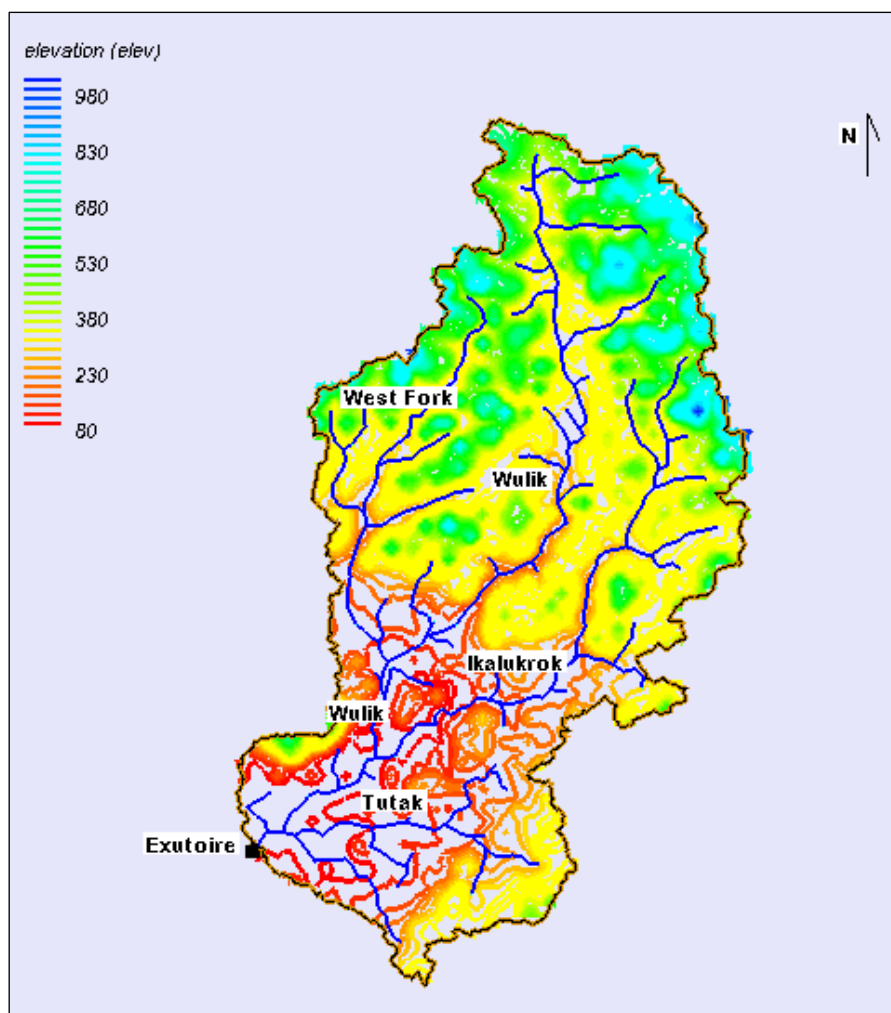 elevation (elev)
980
830
680
530
380
230
80
N
West Fork
Wulik
Ikalukrok
Wulik
Tutak
Exutoire